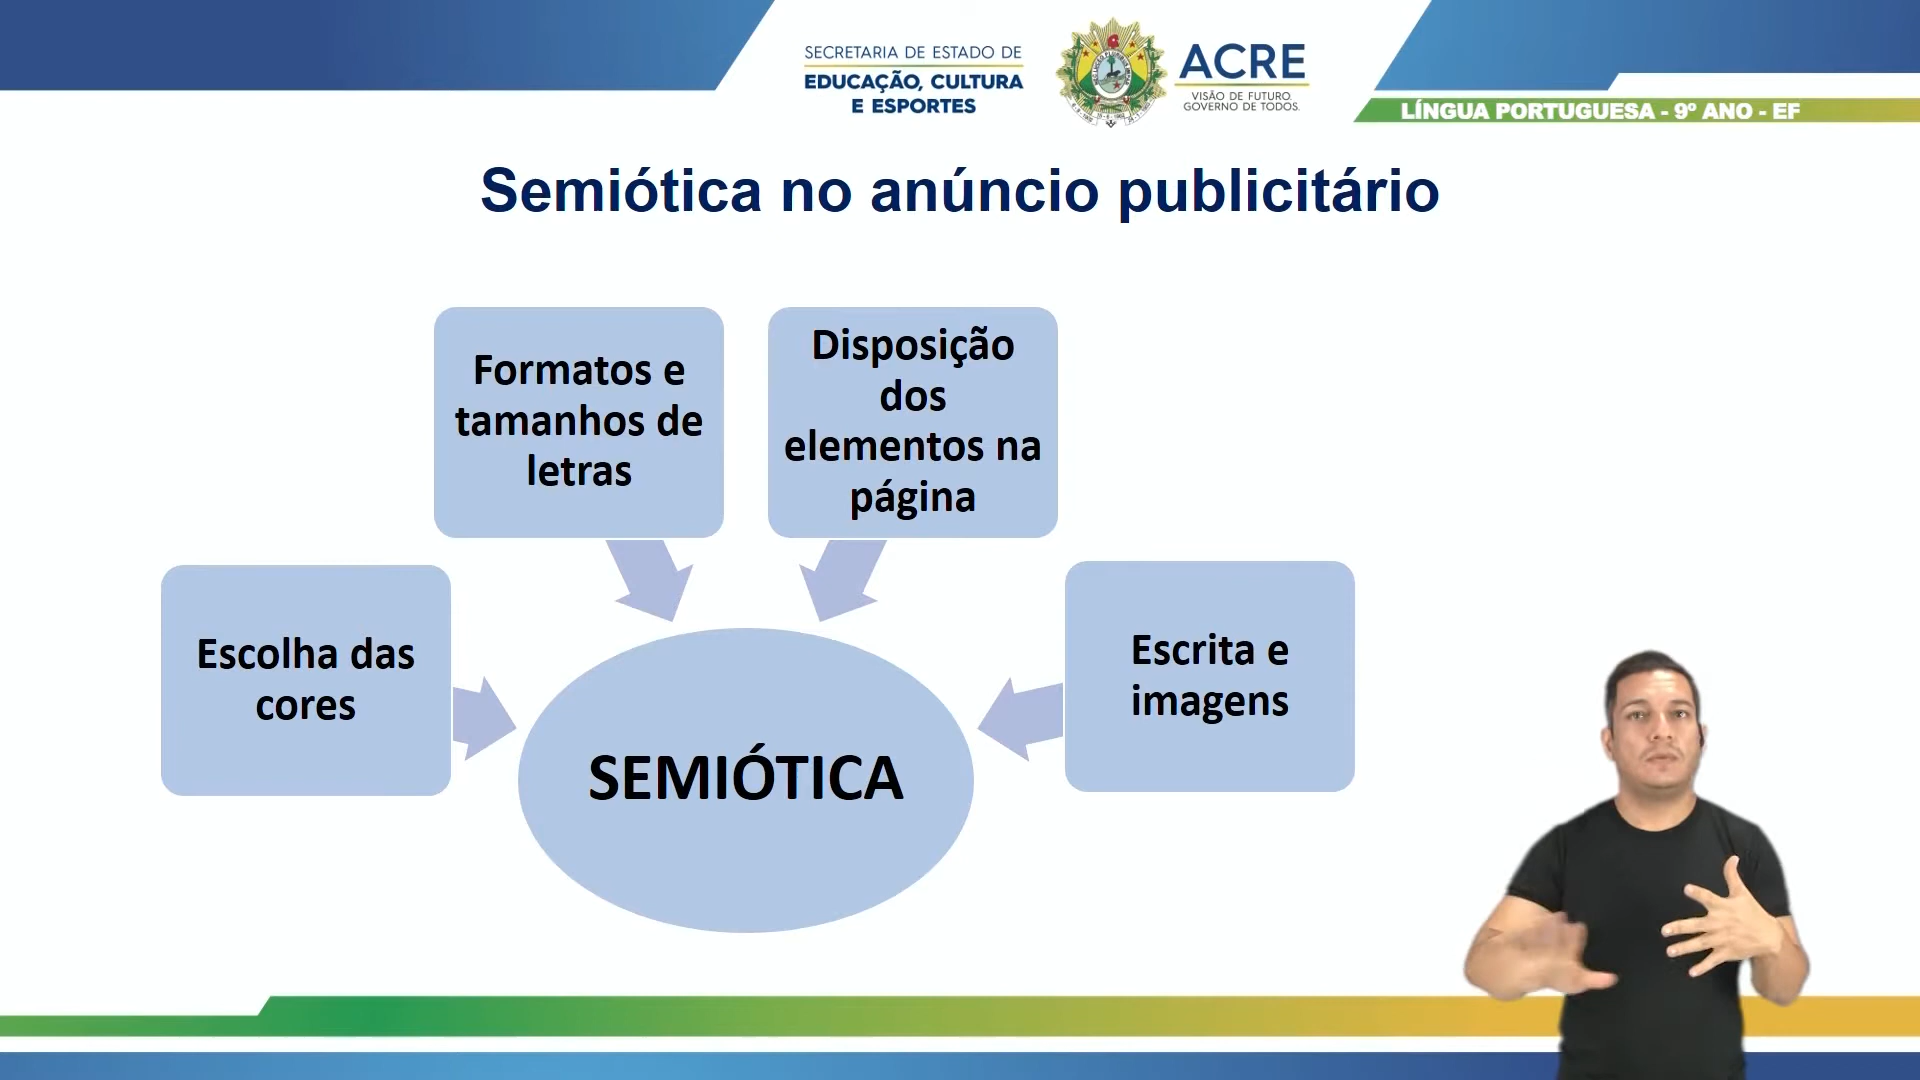 SECRETARIA DE ESTADO DE
EDUCAÇÃO, CULTURA
E ESPORTES
ACRE
VISÃO DE FUTURO.
GOVERNO DE TODOS.
LÍNGUA PORTUGUESA - 9º ANO - EF
Semiótica no anúncio publicitário
Formatos e
tamanhos de
letras
Disposição
dos
elementos na
página
Escolha das
cores
Escrita e
imagens
SEMIÓTICA